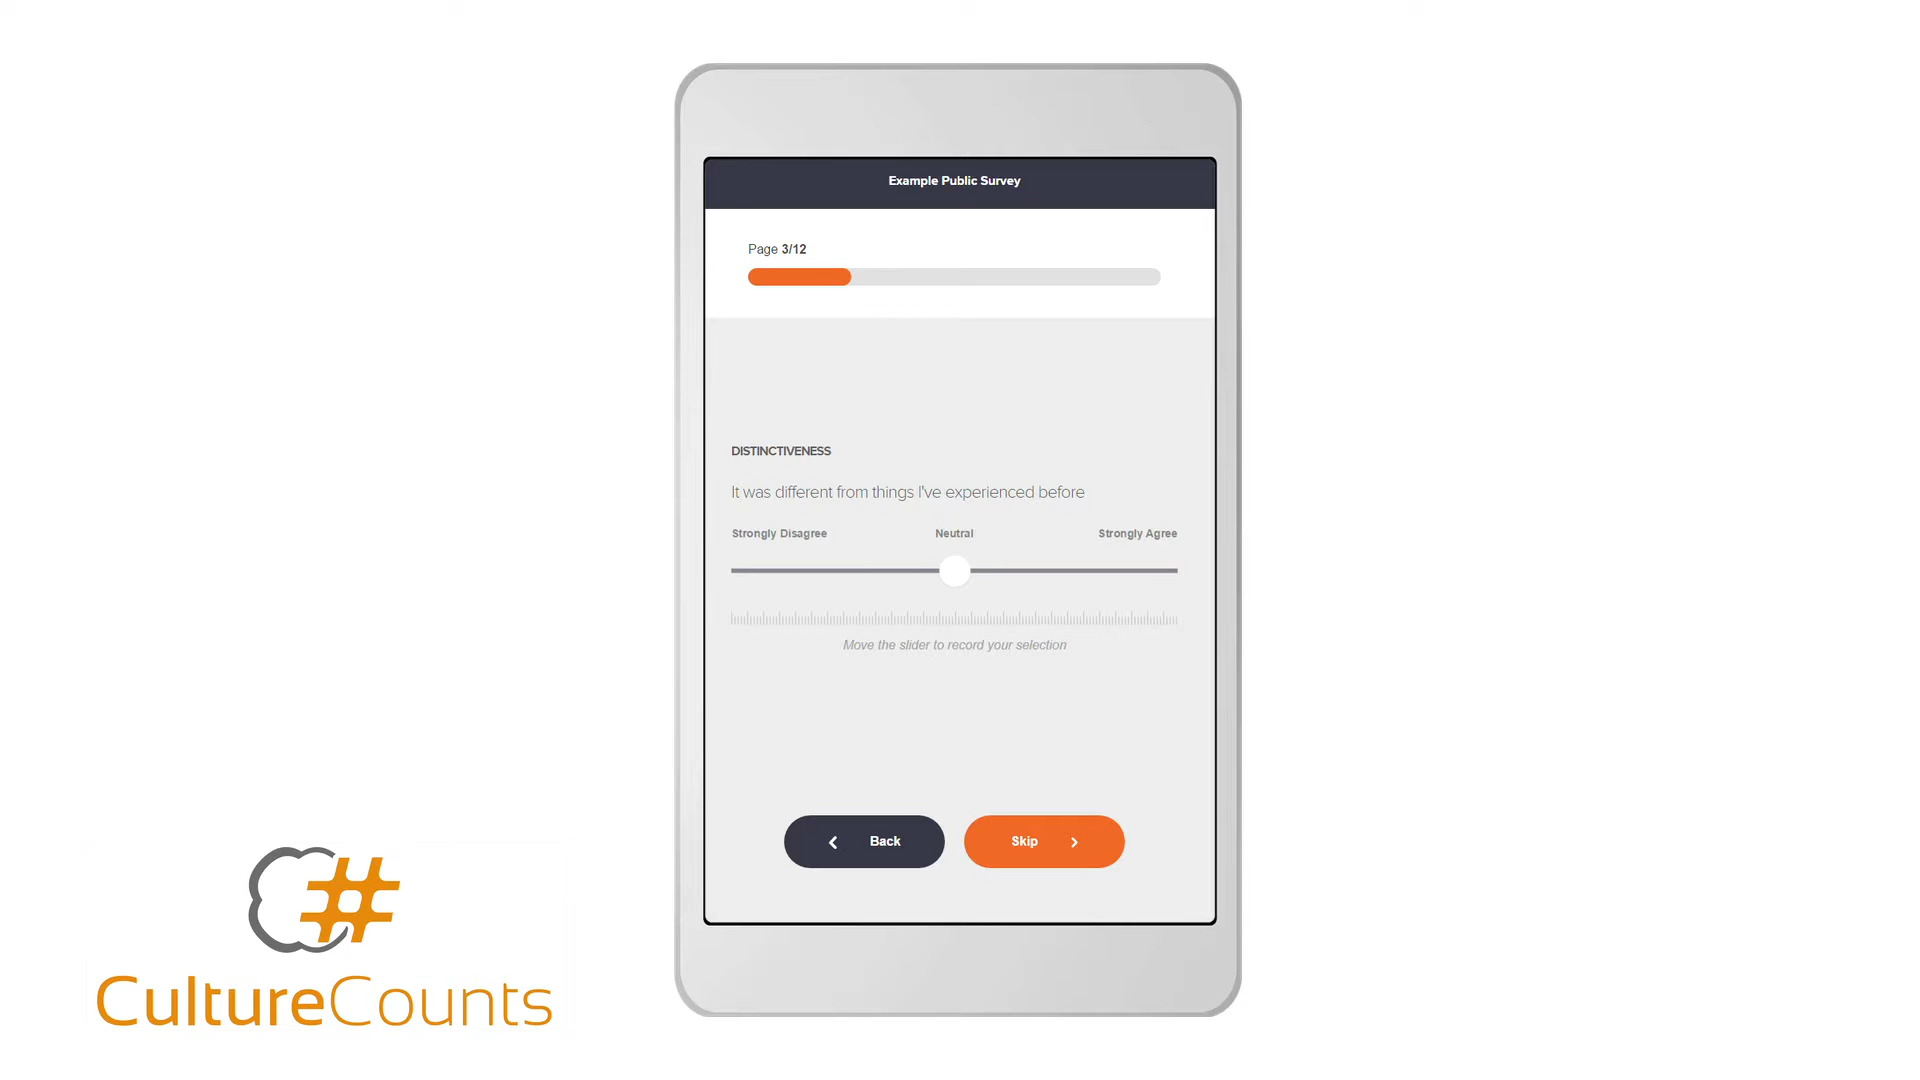 Example Public Survey
Page 3/12
DISTINCTIVENESS
It was different from things I've experienced before
Strongly Disagree Neutral Strongly Agree
Move the slider to record your selection
Back Skip
CultureCounts